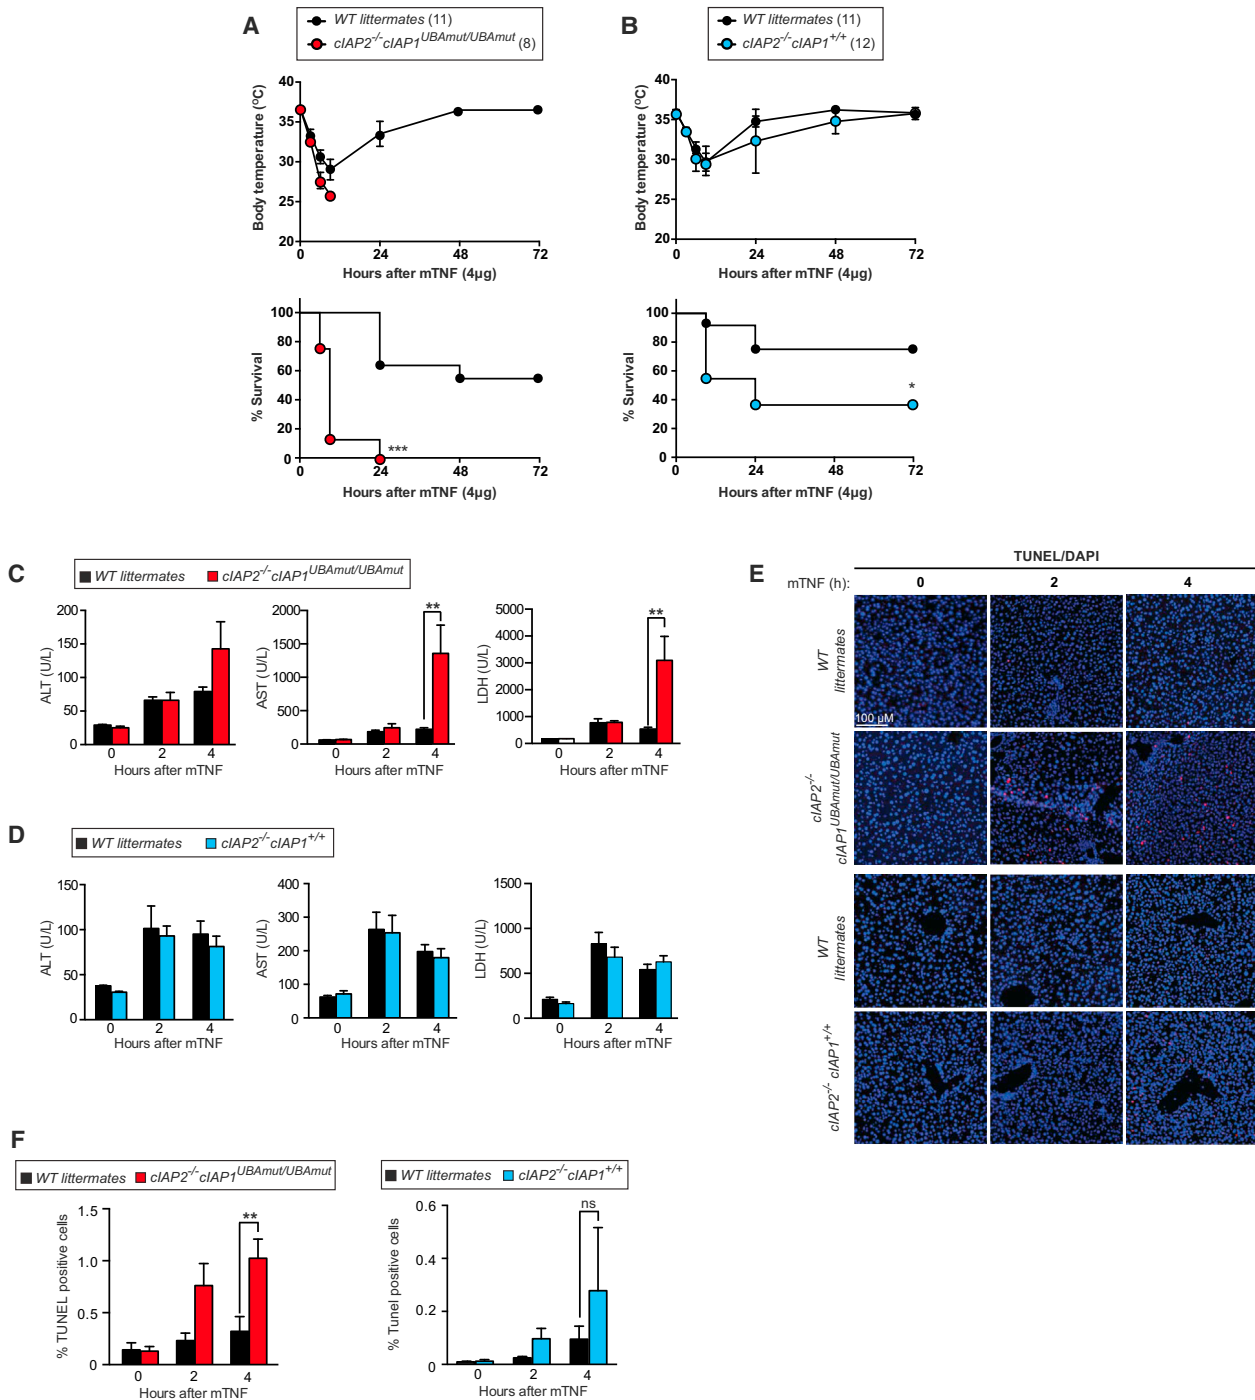 A
WT littermates (11)
cIAP2-/-cIAP1UBAmut/UBAmut (8)
Body temperature (ºC)
40
35
30
25
20
0 24 48 72
Hours after mTNF (4µg)
% Survival
100
80
60
40
20
0
***
0 24 48 72
Hours after mTNF (4µg)
B
WT littermates (11)
cIAP2-/-cIAP1+/+ (12)
Body temperature (ºC)
40
35
30
25
20
0 24 48 72
Hours after mTNF (4µg)
% Survival
100
80
60
40
20
0
*
0 24 48 72
Hours after mTNF (4µg)
C
WT littermates cIAP2-/-cIAP1UBAmut/UBAmut
ALT (U/L)
200
150
100
50
0
0 2 4
Hours after mTNF
AST (U/L)
2000
1500
1000
500
0
**
0 2 4
Hours after mTNF
LDH (U/L)
5000
4000
3000
2000
1000
0
**
0 2 4
Hours after mTNF
D
WT littermates cIAP2-/-cIAP1+/+
ALT (U/L)
150
100
50
0
0 2 4
Hours after mTNF
AST (U/L)
400
300
200
100
0
0 2 4
Hours after mTNF
LDH (U/L)
1500
1000
500
0
0 2 4
Hours after mTNF
E
TUNEL/DAPI
mTNF (h): 0 2 4
WT
littermates
100 µM
cIAP2-/-
cIAP1UBAmut/UBAmut
WT
littermates
cIAP2-/- cIAP1+/+
F
WT littermates cIAP2-/-cIAP1UBAmut/UBAmut
% TUNEL positive cells
1.5
1.0
0.5
0
**
0 2 4
Hours after mTNF
WT littermates cIAP2-/-cIAP1+/+
% Tunel positive cells
0.6
0.4
0.2
0
ns
0 2 4
Hours after mTNF